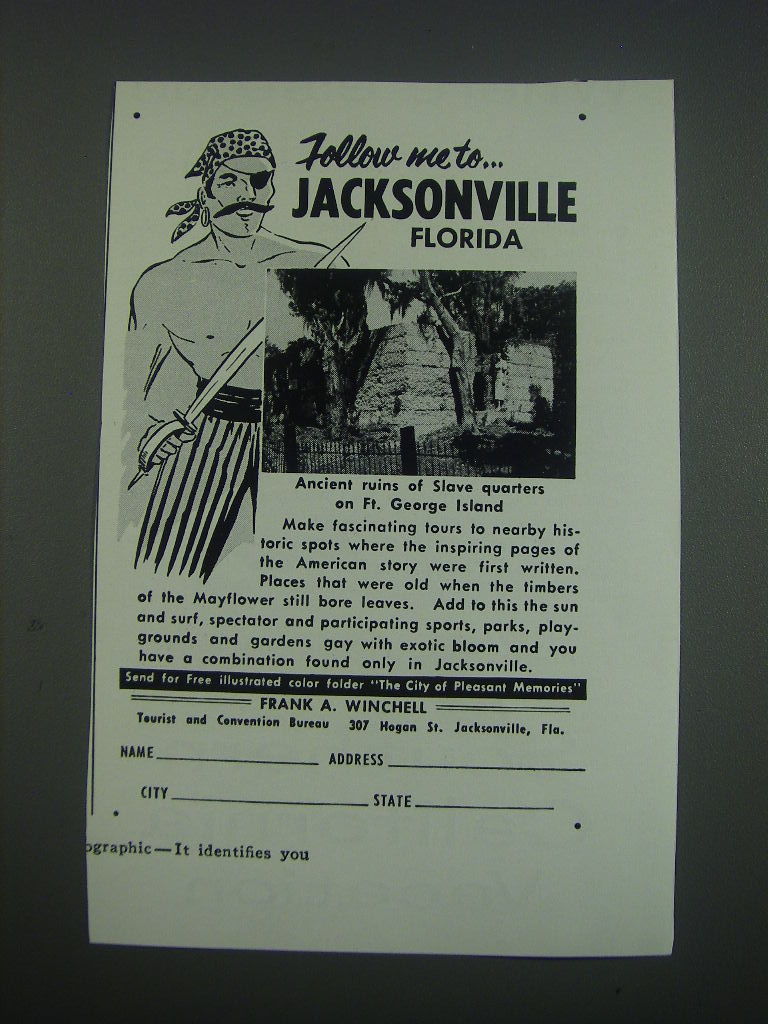 Follow me to...
JACKSONVILLE
FLORIDA
Ancient ruins of Slave quarters
on Ft. George Island
Make fascinating tours to nearby his-
toric spots where the inspiring pages of
the American story were first written.
Places that were old when the timbers
of the Mayflower still bore leaves. Add to this the sun
and surf, spectator and participating sports, parks, play-
grounds and gardens gay with exotic bloom and you
have a combination found only in Jacksonville.
Send for Free illustrated color folder "The City of Pleasant Memories"
FRANK A. WINCHELL
Tourist and Convention Bureau 307 Hogan St. Jacksonville, Fla.
NAME ADDRESS
CITY STATE
ographic—It identifies you